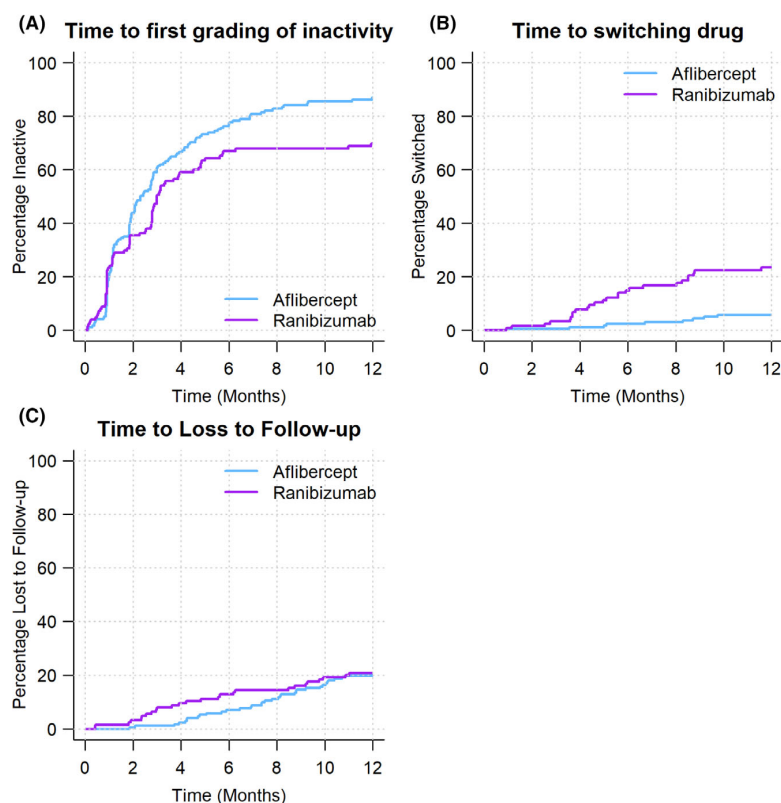 (A) Time to first grading of inactivity
100
80
60
40
20
0
Percentage Inactive
Aflibercept
Ranibizumab
0 2 4 6 8 10 12
Time (Months)
(B) Time to switching drug
100
80
60
40
20
0
Percentage Switched
Aflibercept
Ranibizumab
0 2 4 6 8 10 12
Time (Months)
(C) Time to Loss to Follow-up
100
80
60
40
20
0
Percentage Lost to Follow-up
Aflibercept
Ranibizumab
0 2 4 6 8 10 12
Time (Months)